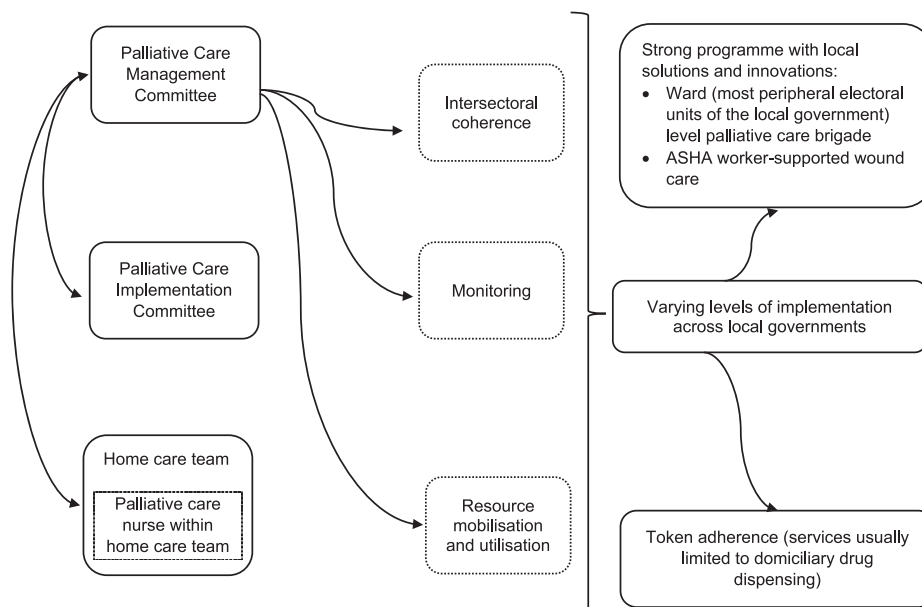 Palliative Care
Management
Committee
Palliative Care
Implementation
Committee
Home care team
Palliative care
nurse within
home care team
Intersectoral
coherence
Monitoring
Resource
mobilisation
and utilisation
Strong programme with local
solutions and innovations:
• Ward (most peripheral electoral
units of the local government)
level palliative care brigade
• ASHA worker-supported wound
care
Varying levels of implementation
across local governments
Token adherence (services usually
limited to domiciliary drug
dispensing)